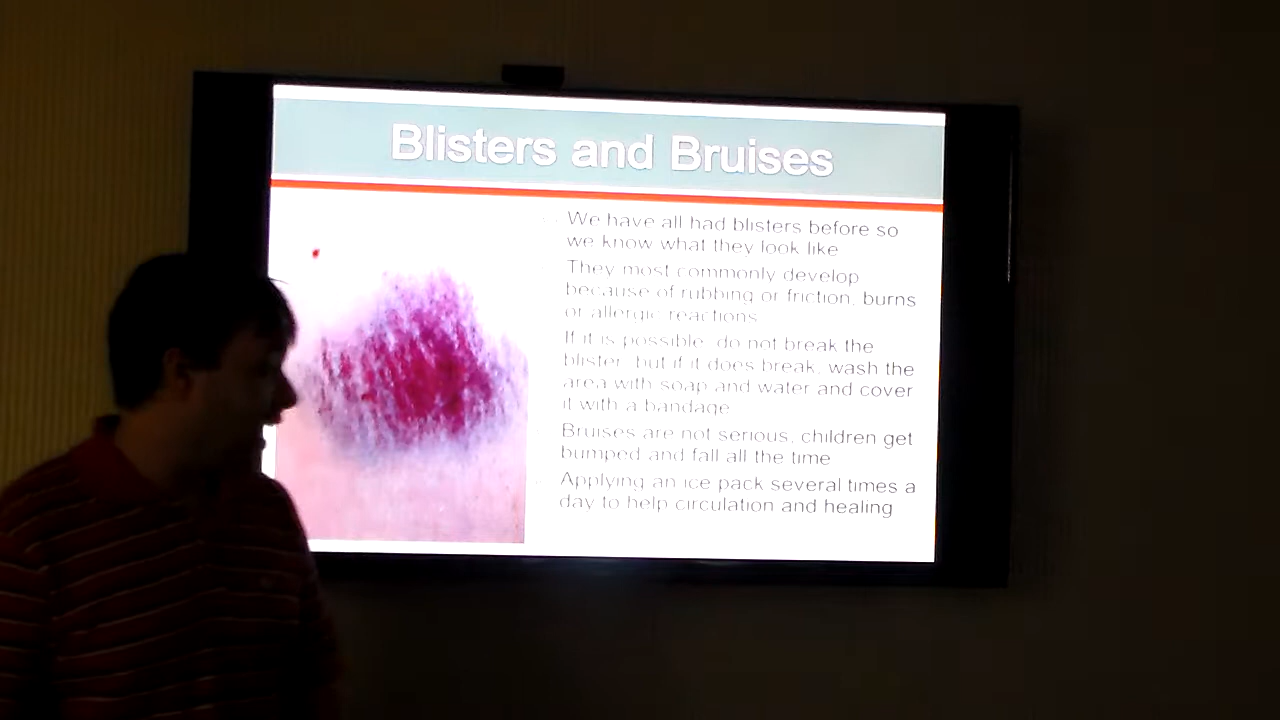 Blisters and Bruises
We have all had blisters before so
we know what they look like
They most commonly develop
because of rubbing or friction, burns
or allergic reactions
If it is possible, do not break the
blister, but if it does break, wash the
area with soap and water and cover
it with a bandage
Bruises are not serious, children get
bumped and fall all the time
Applying an ice pack several times a
day to help circulation and healing